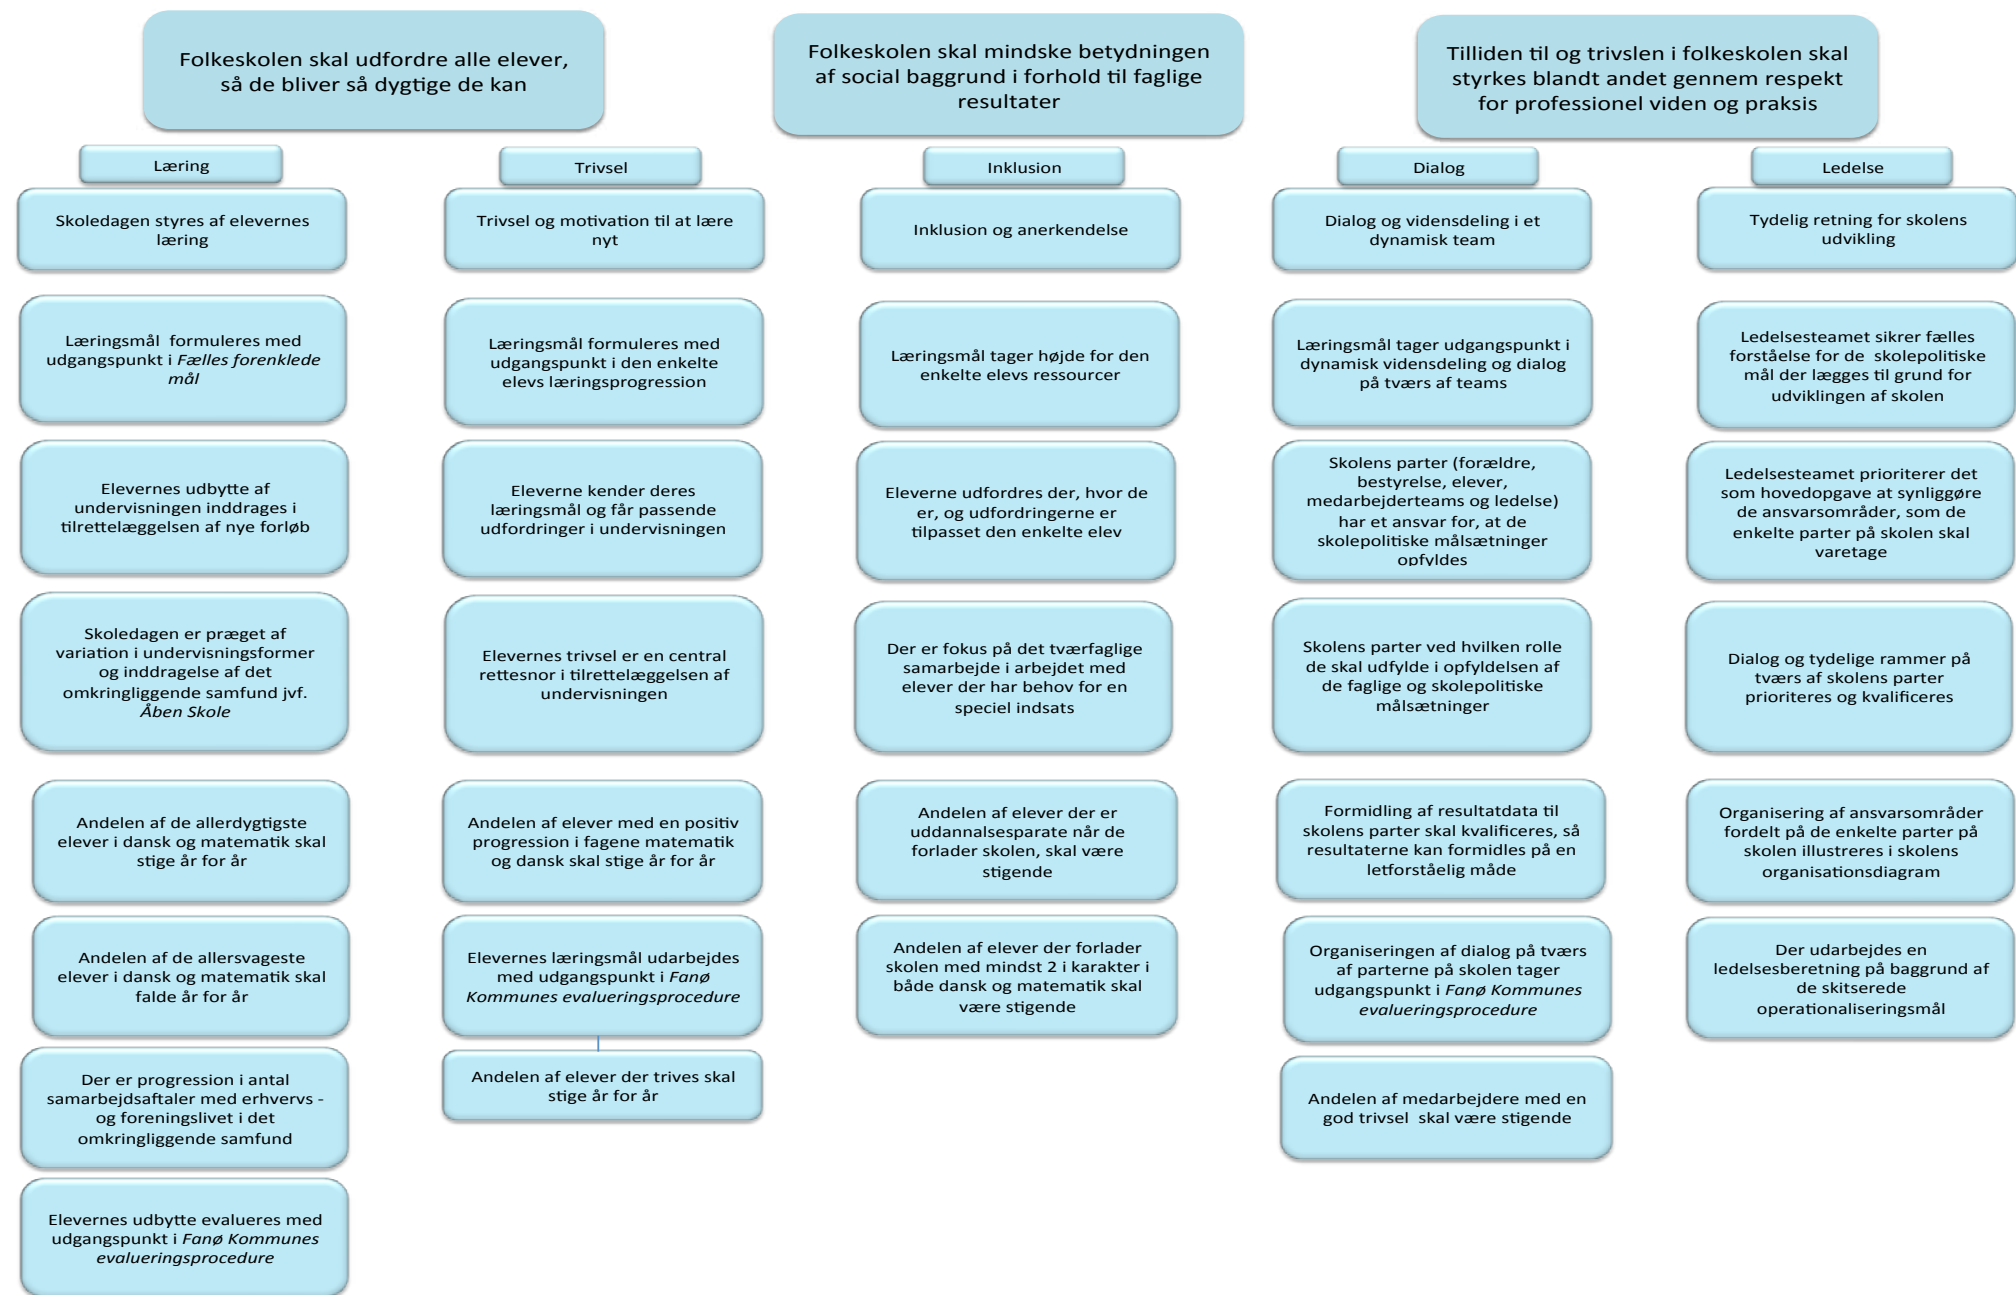 Folkeskolen skal udfordre alle elever,
så de bliver så dygtige de kan
Folkeskolen skal mindske betydningen
af social baggrund i forhold til faglige
resultater
Tilliden til og trivslen i folkeskolen skal
styrkes blandt andet gennem respekt
for professionel viden og praksis
Læring
Skoledagen styres af elevernes
læring
Læringsmål  formuleres med
udgangspunkt i Fælles forenklede
mål
Elevernes udbytte af
undervisningen inddrages i
tilrettelæggelsen af nye forløb
Skoledagen er præget af
variation i undervisningsformer
og inddragelse af det
omkringliggende samfund jvf.
Åben Skole
Andelen af de allerdygtigste
elever i dansk og matematik skal
stige år for år
Andelen af de allersvageste
elever i dansk og matematik skal
falde år for år
Der er progression i antal
samarbejdsaftaler med erhvervs -
og foreningslivet i det
omkringliggende samfund
Elevernes udbytte evalueres med
udgangspunkt i Fanø Kommunes
evalueringsprocedure
Trivsel
Trivsel og motivation til at lære
nyt
Læringsmål formuleres med
udgangspunkt i den enkelte
elevs læringsprogression
Eleverne kender deres
læringsmål og får passende
udfordringer i undervisningen
Elevernes trivsel er en central
rettesnor i tilrettelæggelsen af
undervisningen
Andelen af elever med en positiv
progression i fagene matematik
og dansk skal stige år for år
Elevernes læringsmål udarbejdes
med udgangspunkt i Fanø
Kommunes evalueringsprocedure
Andelen af elever der trives skal
stige år for år
Inklusion
Inklusion og anerkendelse
Læringsmål tager højde for den
enkelte elevs ressourcer
Eleverne udfordres der, hvor de
er, og udfordringerne er
tilpasset den enkelte elev
Der er fokus på det tværfaglige
samarbejde i arbejdet med
elever der har behov for en
speciel indsats
Andelen af elever der er
uddannalsesparate når de
forlader skolen, skal være
stigende
Andelen af elever der forlader
skolen med mindst 2 i karakter i
både dansk og matematik skal
være stigende
Dialog
Dialog og vidensdeling i et
dynamisk team
Læringsmål tager udgangspunkt i
dynamisk vidensdeling og dialog
på tværs af teams
Skolens parter (forældre,
bestyrelse, elever,
medarbejderteams og ledelse)
har et ansvar for, at de
skolepolitiske målsætninger
opfyldes
Skolens parter ved hvilken rolle
de skal udfylde i opfyldelsen af
de faglige og skolepolitiske
målsætninger
Formidling af resultatdata til
skolens parter skal kvalificeres, så
resultaterne kan formidles på en
letforståelig måde
Organiseringen af dialog på tværs
af parterne på skolen tager
udgangspunkt i Fanø Kommunes
evalueringsprocedure
Andelen af medarbejdere med en
god trivsel  skal være stigende
Ledelse
Tydelig retning for skolens
udvikling
Ledelsesteamet sikrer fælles
forståelse for de  skolepolitiske
mål der lægges til grund for
udviklingen af skolen
Ledelsesteamet prioriterer det
som hovedopgave at synliggøre
de ansvarsområder, som de
enkelte parter på skolen skal
varetage
Dialog og tydelige rammer på
tværs af skolens parter
prioriteres og kvalificeres
Organisering af ansvarsområder
fordelt på de enkelte parter på
skolen illustreres i skolens
organisationsdiagram
Der udarbejdes en
ledelsesberetning på baggrund af
de skitserede
operationaliseringsmål